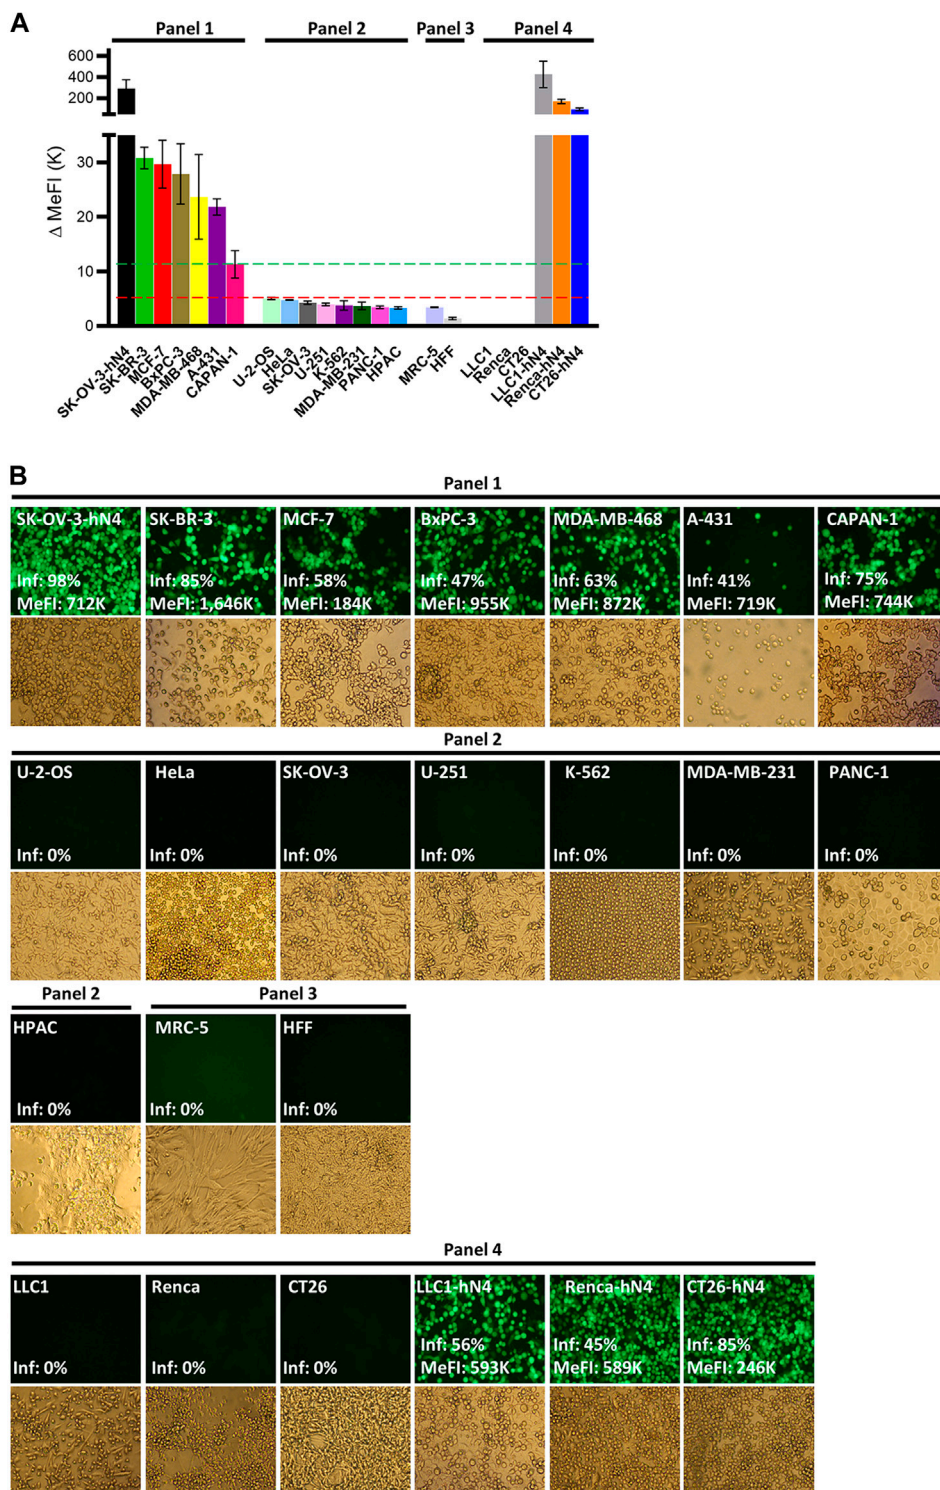 A
Panel 1 Panel 2 Panel 3 Panel 4
600
400
200
30
20
10
0
Δ MeFI (K)
SK-OV-3-hN4
SK-BR-3
MCF-7
BxPC-3
MDA-MB-468
A-431
CAPAN-1
U-2-OS
HeLa
SK-OV-3
U-251
K-562
MDA-MB-231
PANC-1
HPAC
MRC-5
HFF
LLC1
Renca
CT26
LLC1-hN4
Renca-hN4
CT26-hN4
B
Panel 1
SK-OV-3-hN4
Inf: 98%
MeFI: 712K
SK-BR-3
Inf: 85%
MeFI: 1,646K
MCF-7
Inf: 58%
MeFI: 184K
BxPC-3
Inf: 47%
MeFI: 955K
MDA-MB-468
Inf: 63%
MeFI: 872K
A-431
Inf: 41%
MeFI: 719K
CAPAN-1
Inf: 75%
MeFI: 744K
Panel 2
U-2-OS
Inf: 0%
HeLa
Inf: 0%
SK-OV-3
Inf: 0%
U-251
Inf: 0%
K-562
Inf: 0%
MDA-MB-231
Inf: 0%
PANC-1
Inf: 0%
Panel 2
HPAC
Inf: 0%
Panel 3
MRC-5
Inf: 0%
HFF
Inf: 0%
Panel 4
LLC1
Inf: 0%
Renca
Inf: 0%
CT26
Inf: 0%
LLC1-hN4
Inf: 56%
MeFI: 593K
Renca-hN4
Inf: 45%
MeFI: 589K
CT26-hN4
Inf: 85%
MeFI: 246K